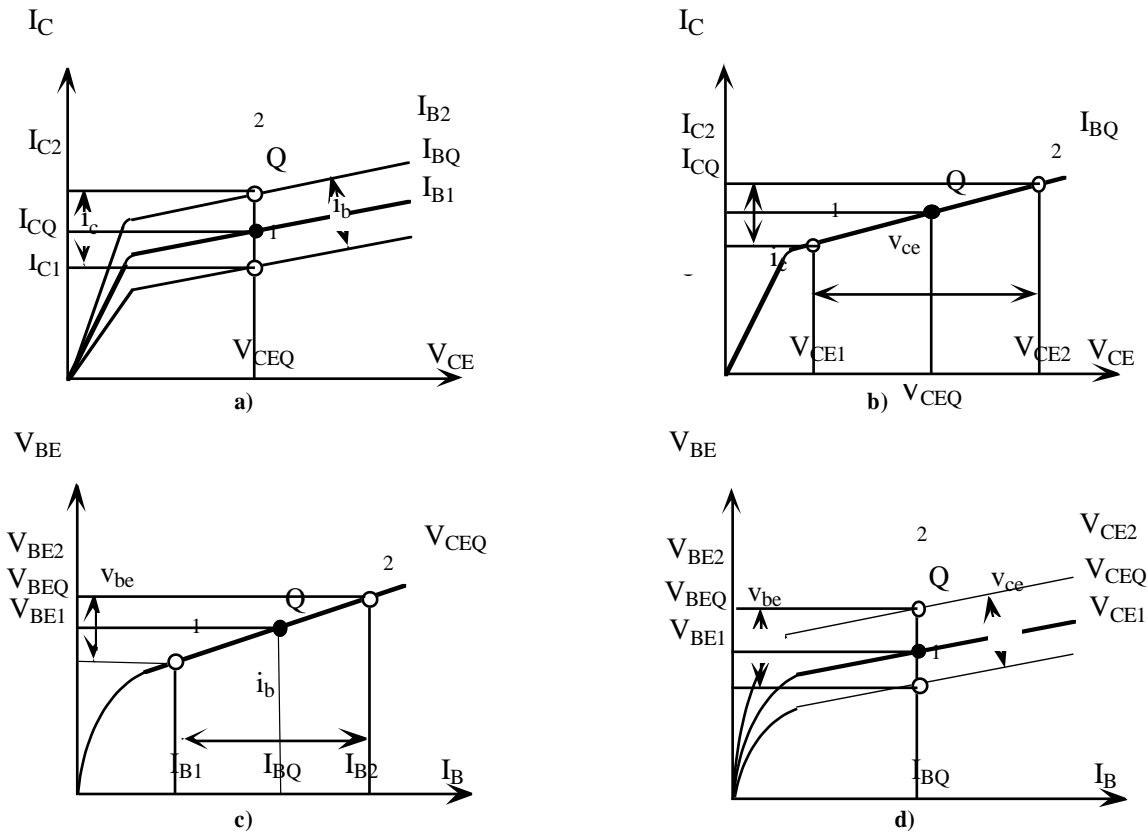 I_C
I_B2
2
I_C2
Q
I_BQ
I_B1
i_c
i_b
I_CQ
1
I_C1
V_CEQ
V_CE
a)
I_C
I_C2
I_BQ
2
I_CQ
Q
1
v_ce
i_c
V_CE1
V_CE2
V_CE
V_CEQ
b)
V_BE
V_CEQ
V_BE2
2
V_BEQ
v_be
Q
V_BE1
1
i_b
I_B1
I_BQ
I_B2
I_B
c)
V_BE
V_CE2
2
V_BE2
V_CEQ
Q
v_ce
V_BEQ
v_be
V_CE1
V_BE1
1
I_BQ
I_B
d)